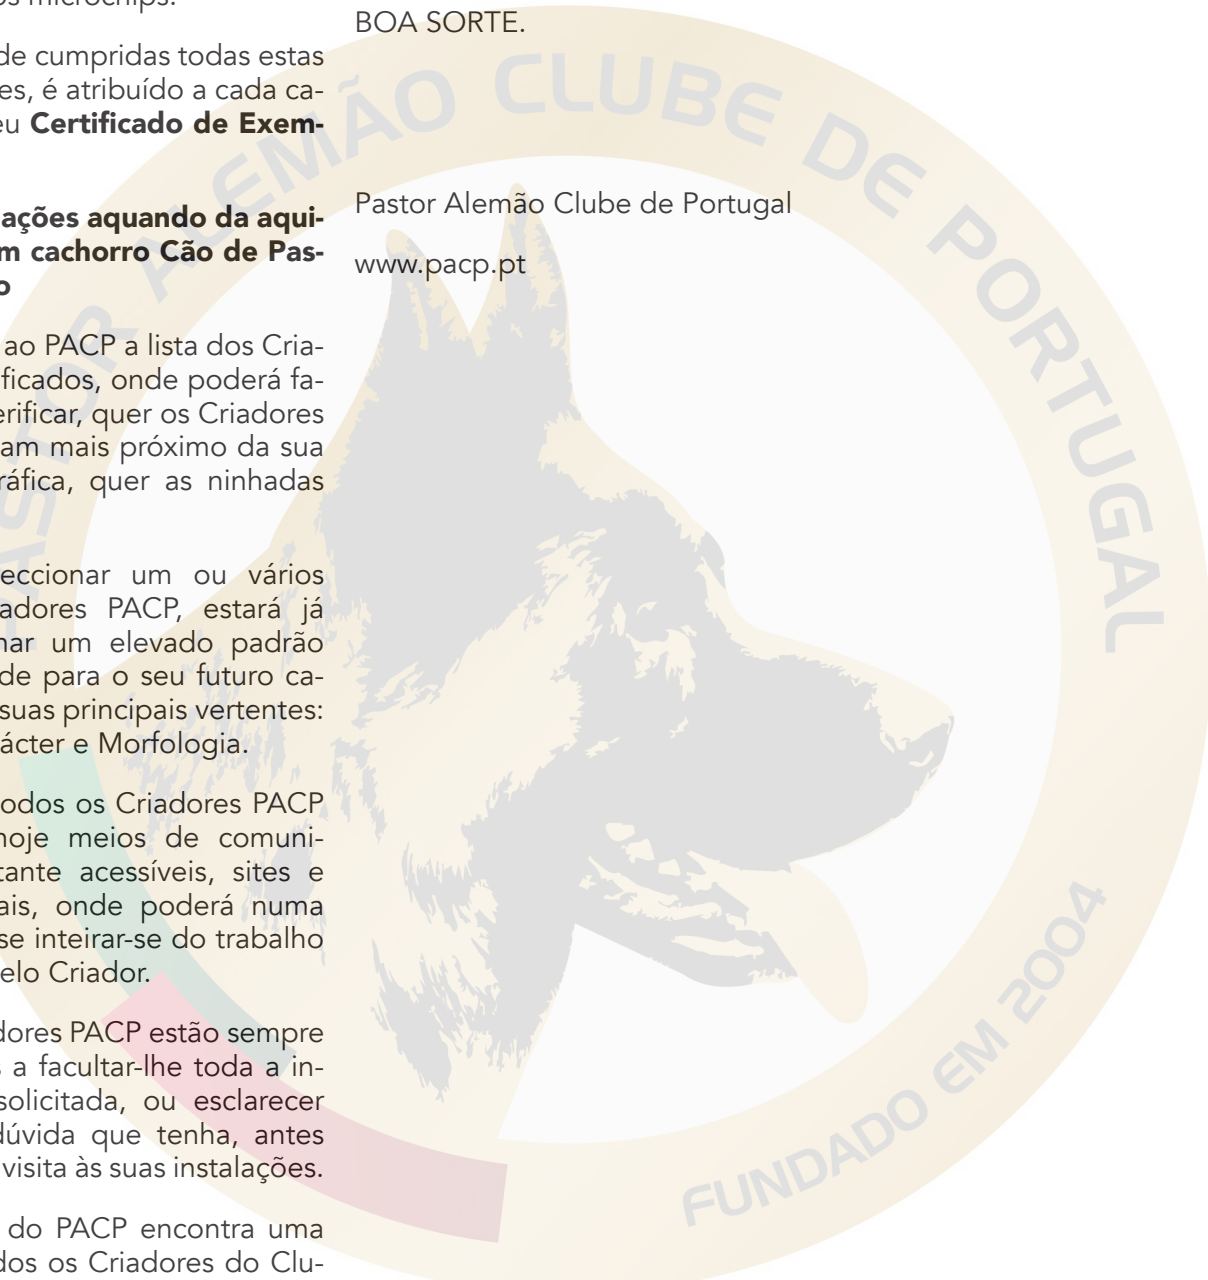 os microchips.
de cumpridas todas estas
es, é atribuído a cada ca-
eu Certificado de Exem-
ações aquando da aqui-
m cachorro Cão de Pas-
o
ao PACP a lista dos Cria-
ficados, onde poderá fa-
erificar, quer os Criadores
am mais próximo da sua
ráfica, quer as ninhadas
eccionar um ou vários
adores PACP, estará já
nar um elevado padrão
de para o seu futuro ca-
suas principais vertentes:
ácter e Morfologia.
odos os Criadores PACP
hoje meios de comuni-
tante acessíveis, sites e
ais, onde poderá numa
se inteirar-se do trabalho
elo Criador.
dores PACP estão sempre
s a facultar-lhe toda a in-
solicitada, ou esclarecer
dúvida que tenha, antes
visita às suas instalações.
do PACP encontra uma
dos os Criadores do Clu-
BOA SORTE.
Pastor Alemão Clube de Portugal
www.pacp.pt
PASTOR ALEMÃO CLUBE DE PORTUGAL
FUNDADO EM 2004